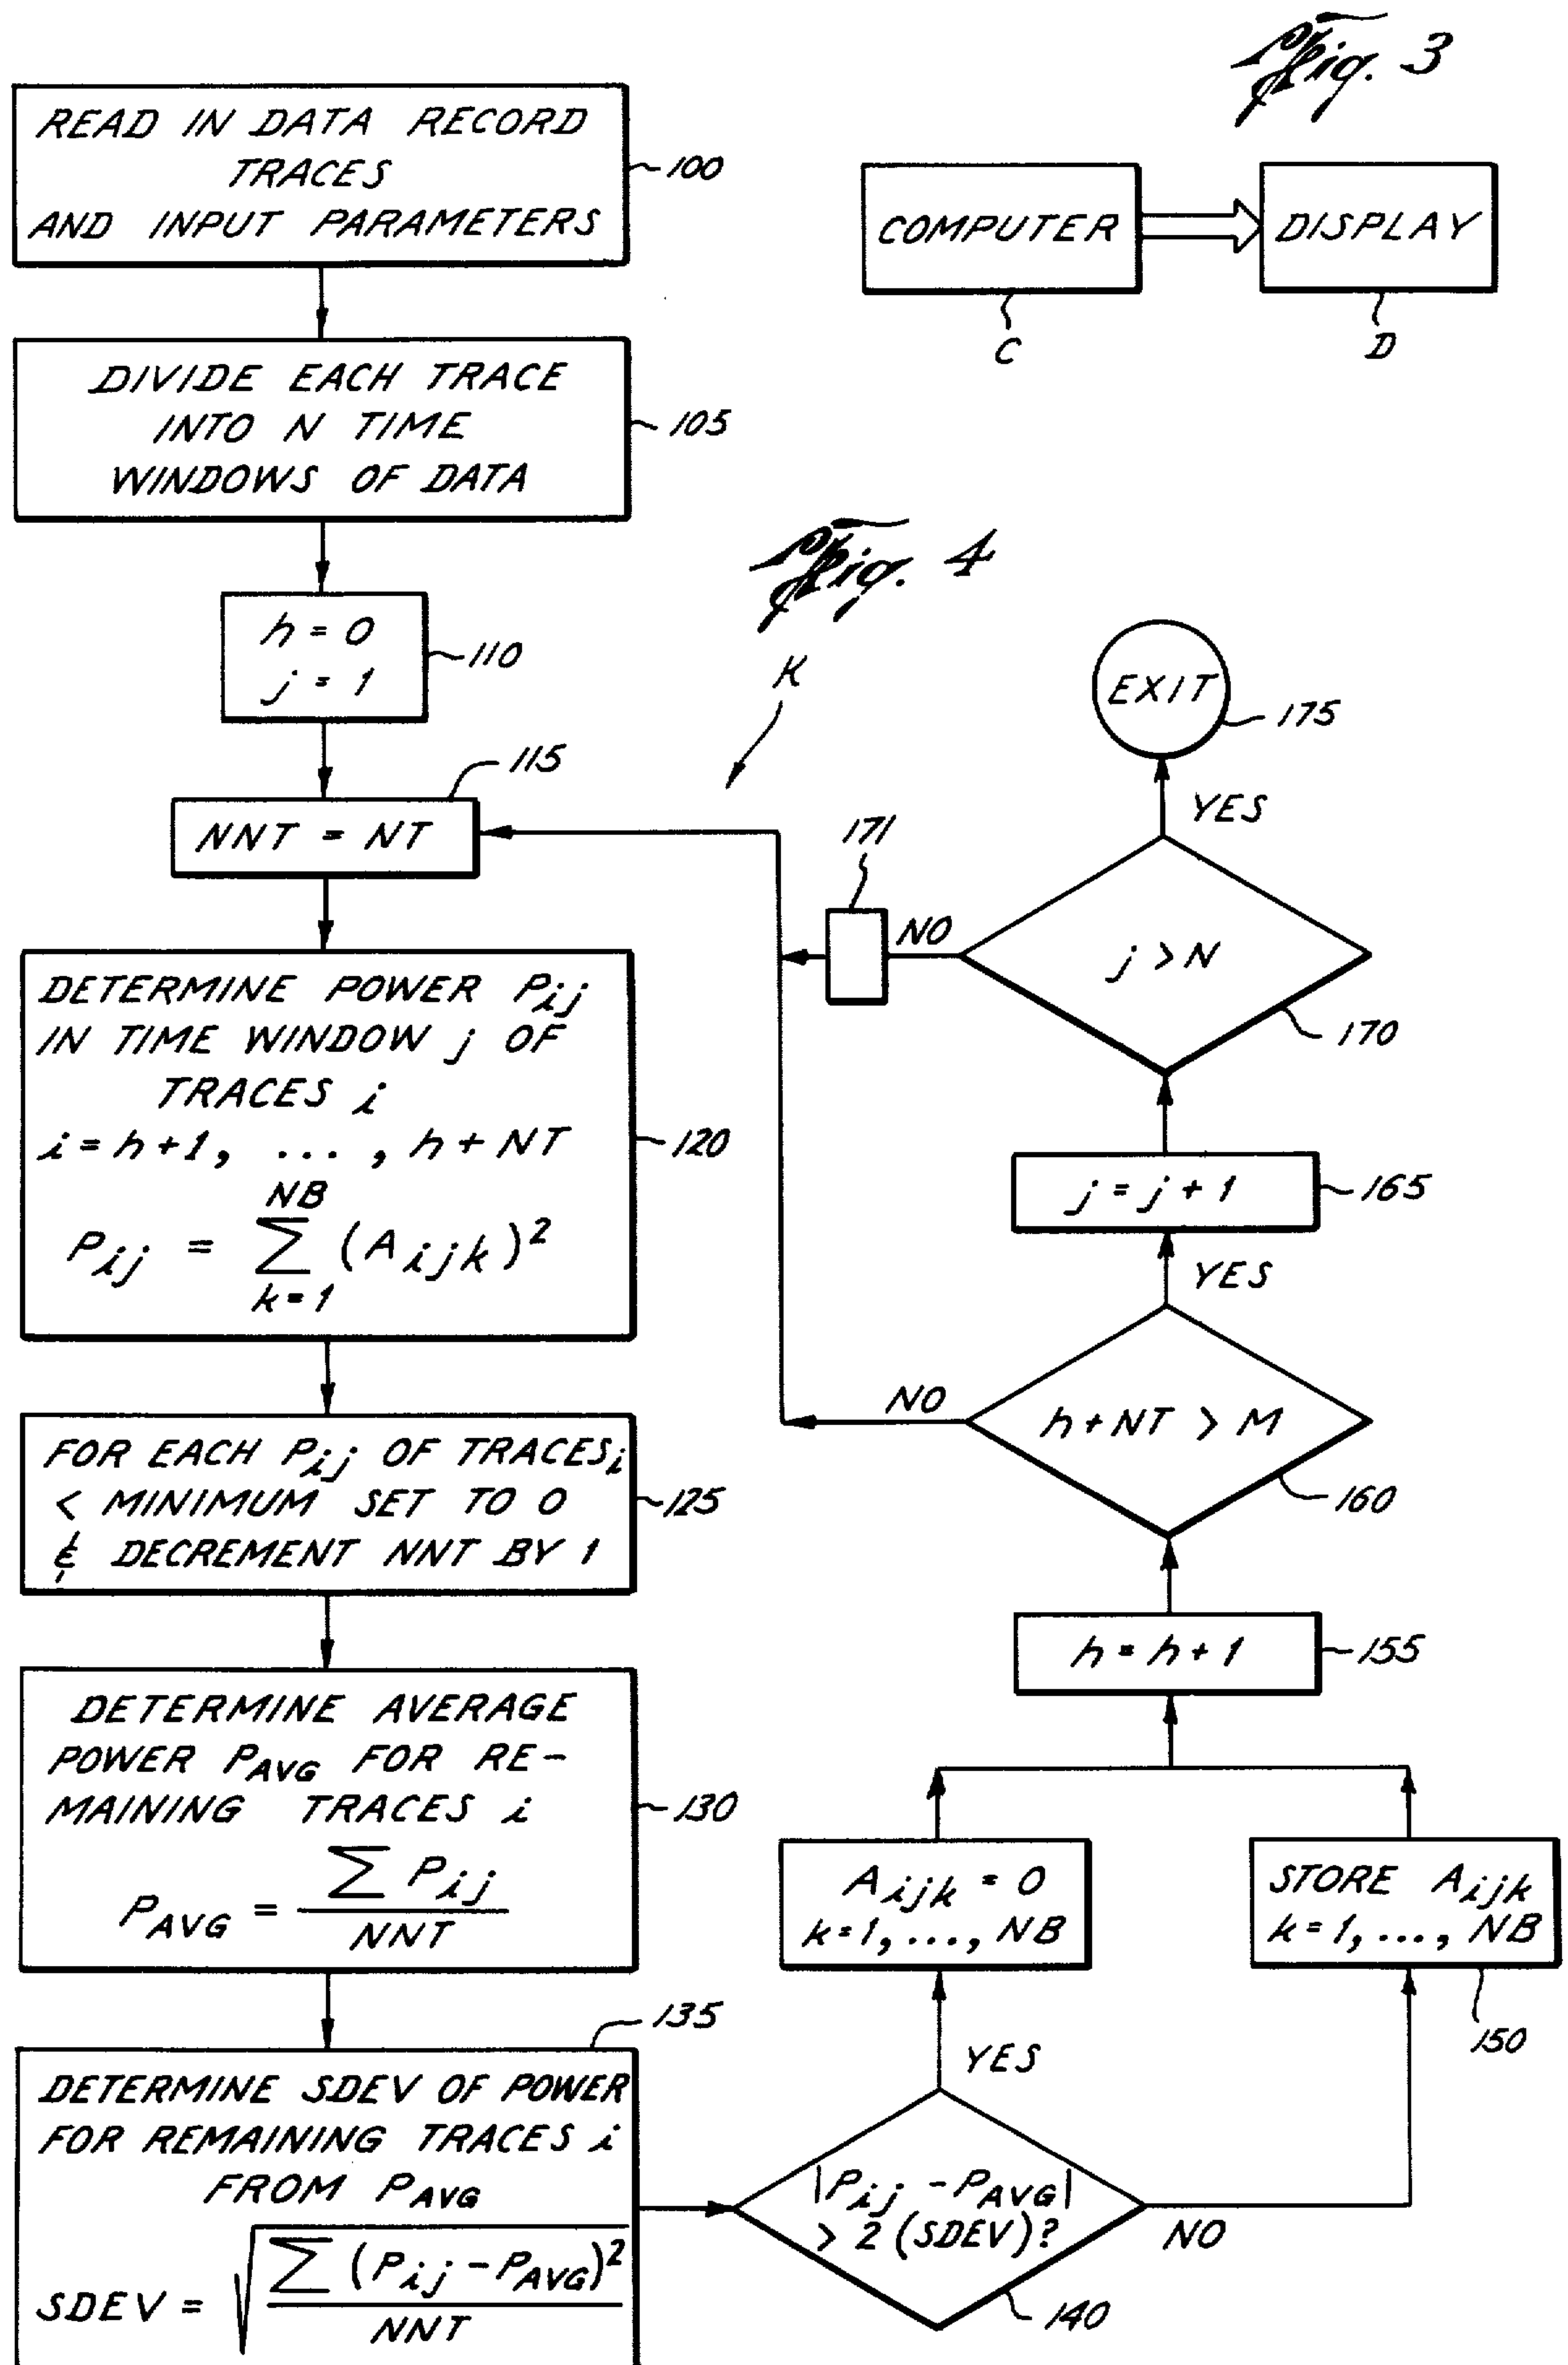 Fig. 3
READ IN DATA RECORD
TRACES
AND INPUT PARAMETERS
100
COMPUTER
DISPLAY
C
D
DIVIDE EACH TRACE
INTO N TIME
WINDOWS OF DATA
105
Fig. 4
h = 0
j = 1
110
K
NNT = NT
115
DETERMINE POWER Pij
IN TIME WINDOW j OF
TRACES i
i = h + 1, ... , h + NT
Pij = NB ∑ k = 1 (Aijk)²
120
FOR EACH Pij OF TRACESi
< MINIMUM SET TO 0
& DECREMENT NNT BY 1
125
DETERMINE AVERAGE
POWER PAVG FOR RE-
MAINING TRACES i
PAVG = ∑ Pij / NNT
130
DETERMINE SDEV OF POWER
FOR REMAINING TRACES i
FROM PAVG
SDEV = √ ∑ (Pij - PAVG)² / NNT
135
|Pij - PAVG|
> 2 (SDEV)?
140
YES
NO
Aijk = 0
k = 1, ..., NB
STORE Aijk
k = 1, ..., NB
150
h = h + 1
155
h + NT > M
160
NO
YES
j = j + 1
165
j > N
170
NO
171
YES
EXIT
175